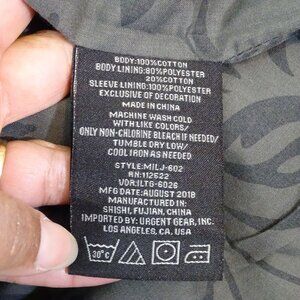 BODY:100%COTTON
BODY LINING:80%POLYESTER
20%COTTON
SLEEVE LINING:100%POLYESTER
EXCLUSIVE OF DECORATION
MADE IN CHINA
MACHINE WASH COLD
WITH LIKE COLORS/
ONLY NON-CHLORINE BLEACH IF NEEDED/
TUMBLE DRY LOW/
COOL IRON AS NEEDED
STYLE:MILJ-602
RN:112522
VDR:ILTG-6026
MFG DATE:AUGUST 2018
MANUFACTURED IN:
SHISHI, FUJIAN, CHINA
IMPORTED BY: URGENT GEAR, INC.
LOS ANGELES, CA, USA
30°C